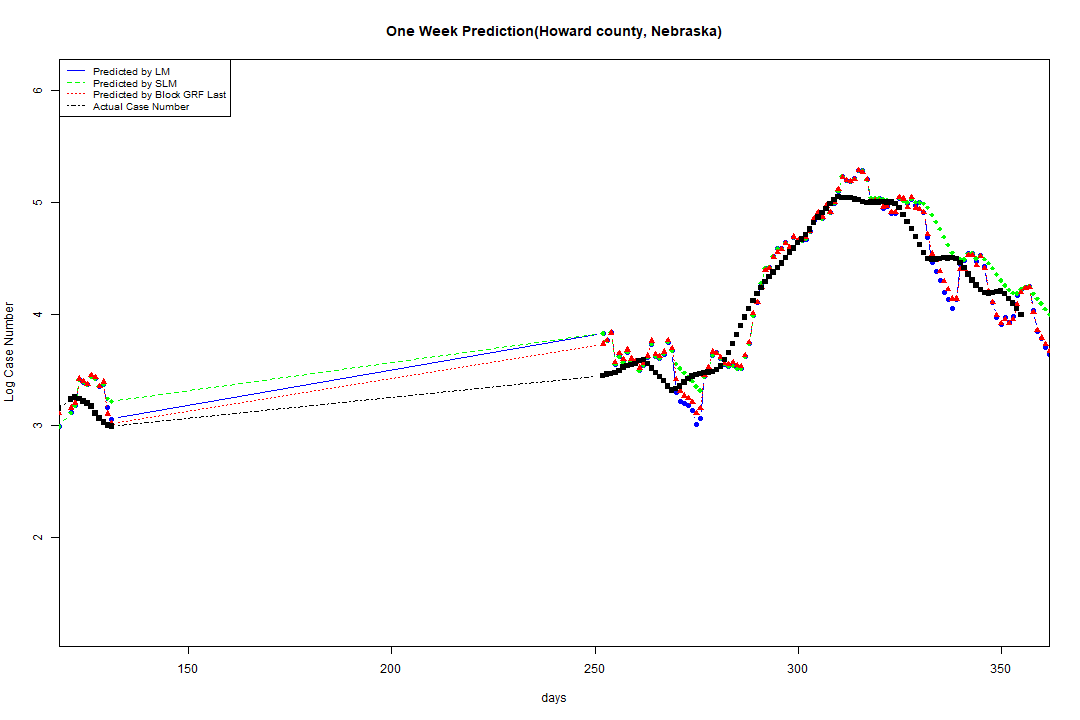 One Week Prediction(Howard county, Nebraska)
Predicted by LM
Predicted by SLM
Predicted by Block GRF Last
Actual Case Number
6
5
4
3
2
Log Case Number
150
200
250
300
350
days